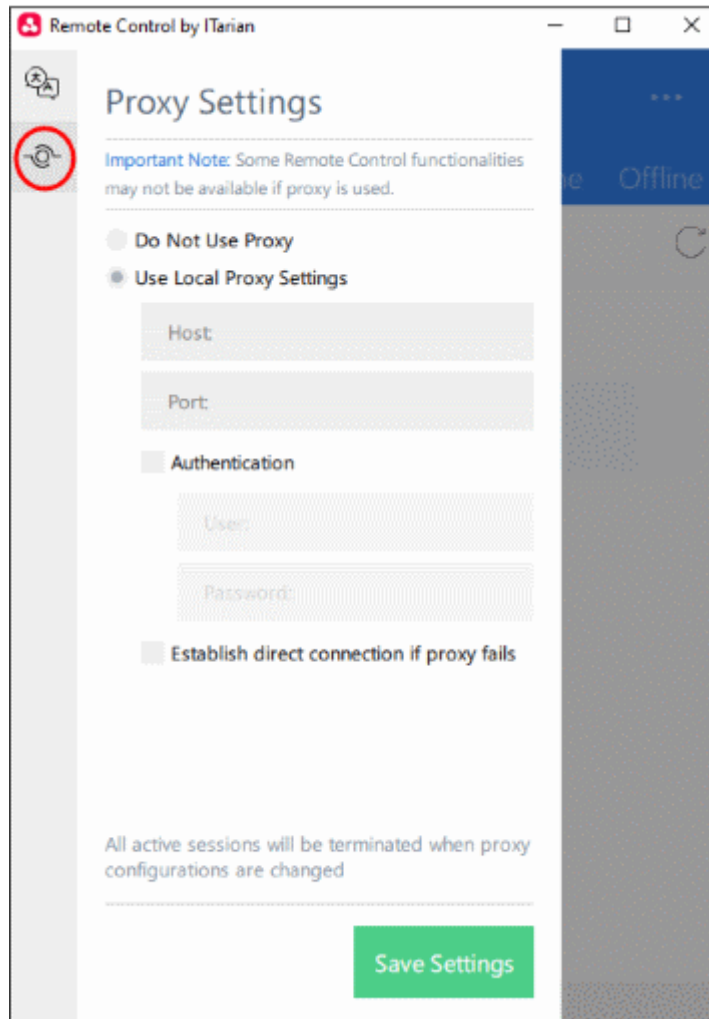 Remote Control by ITarian
Proxy Settings
Important Note: Some Remote Control functionalities
may not be available if proxy is used.
Offline
Do Not Use Proxy
Use Local Proxy Settings
Host:
Port:
Authentication
User:
Password:
Establish direct connection if proxy fails
All active sessions will be terminated when proxy
configurations are changed
Save Settings